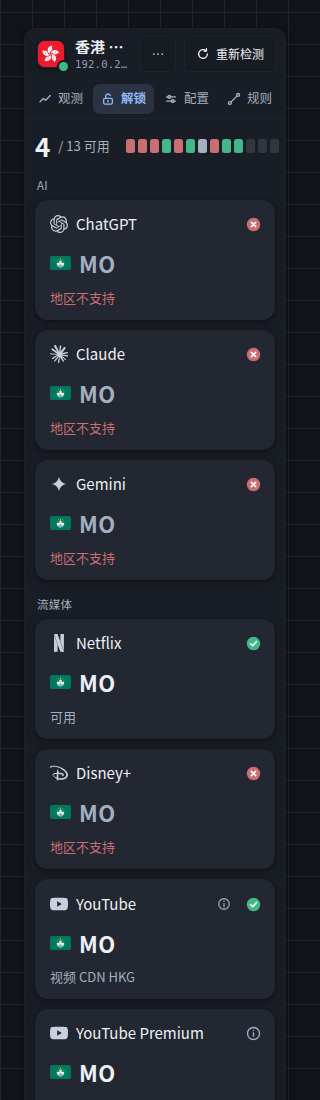 香港 ···
192.0.2…
···
重新检测
观测
解锁
配置
规则
4 / 13 可用
AI
ChatGPT
MO
地区不支持
Claude
MO
地区不支持
Gemini
MO
地区不支持
流媒体
Netflix
MO
可用
Disney+
MO
地区不支持
YouTube
MO
视频 CDN HKG
YouTube Premium
MO